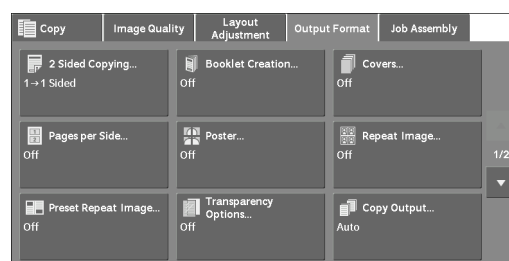 Copy
Image Quality
Layout
Adjustment
Output Format
Job Assembly
2 Sided Copying...
1→1 Sided
Booklet Creation...
Off
Covers...
Off
Pages per Side...
Off
Poster...
Off
Repeat Image...
Off
1/2
Preset Repeat Image...
Off
Transparency
Options...
Off
Copy Output...
Auto